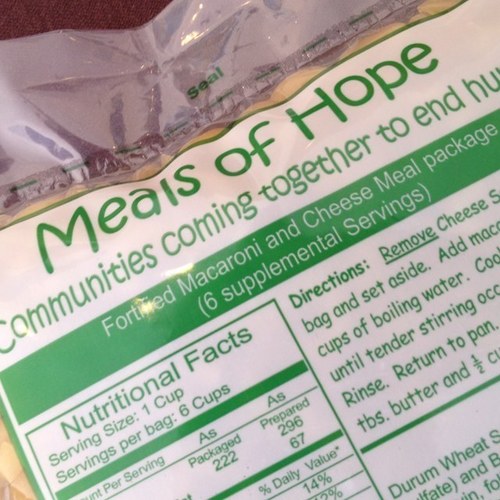 Seal
Meals of Hope
Communities coming together to end
Fortified Macaroni and Cheese Meal package
(6 supplemental Servings)
Nutritional Facts
Serving Size: 1 Cup
Servings per bag: 6 Cups
As As
Per Serving Packaged Prepared
222 296
67
% Daily Value*
14%
Directions: Remove Cheese
bag and set aside. Add
cups of boiling water.
until tender stirring
Rinse. Return to pan
tbs. butter and ½
Durum Wheat